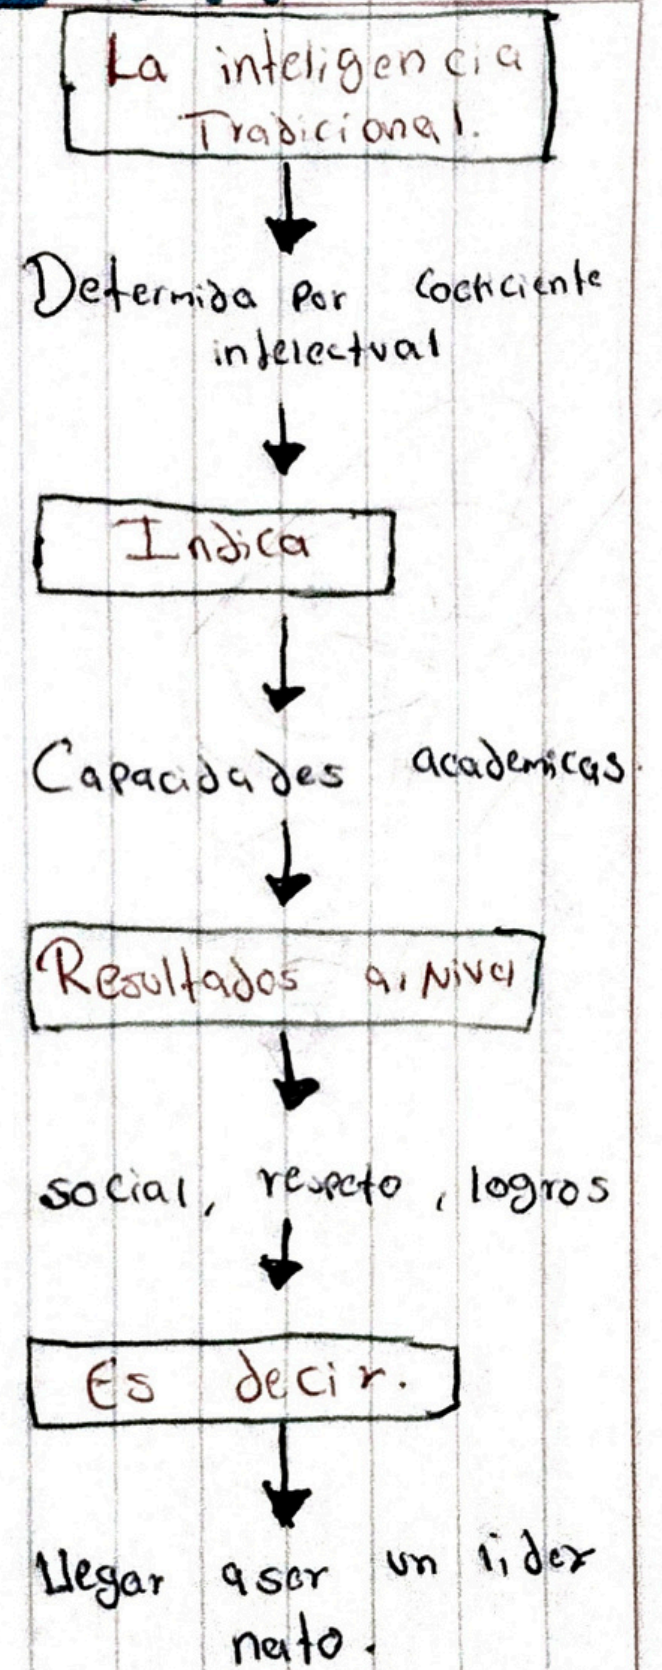 La inteligencia
Tradicional.
Determida por cocticiente
intelectual
Indica
Capacidades academicas.
Resultados a, Nivel
social, respeto, logros
Es decir.
Llegar a ser un lider
nato.